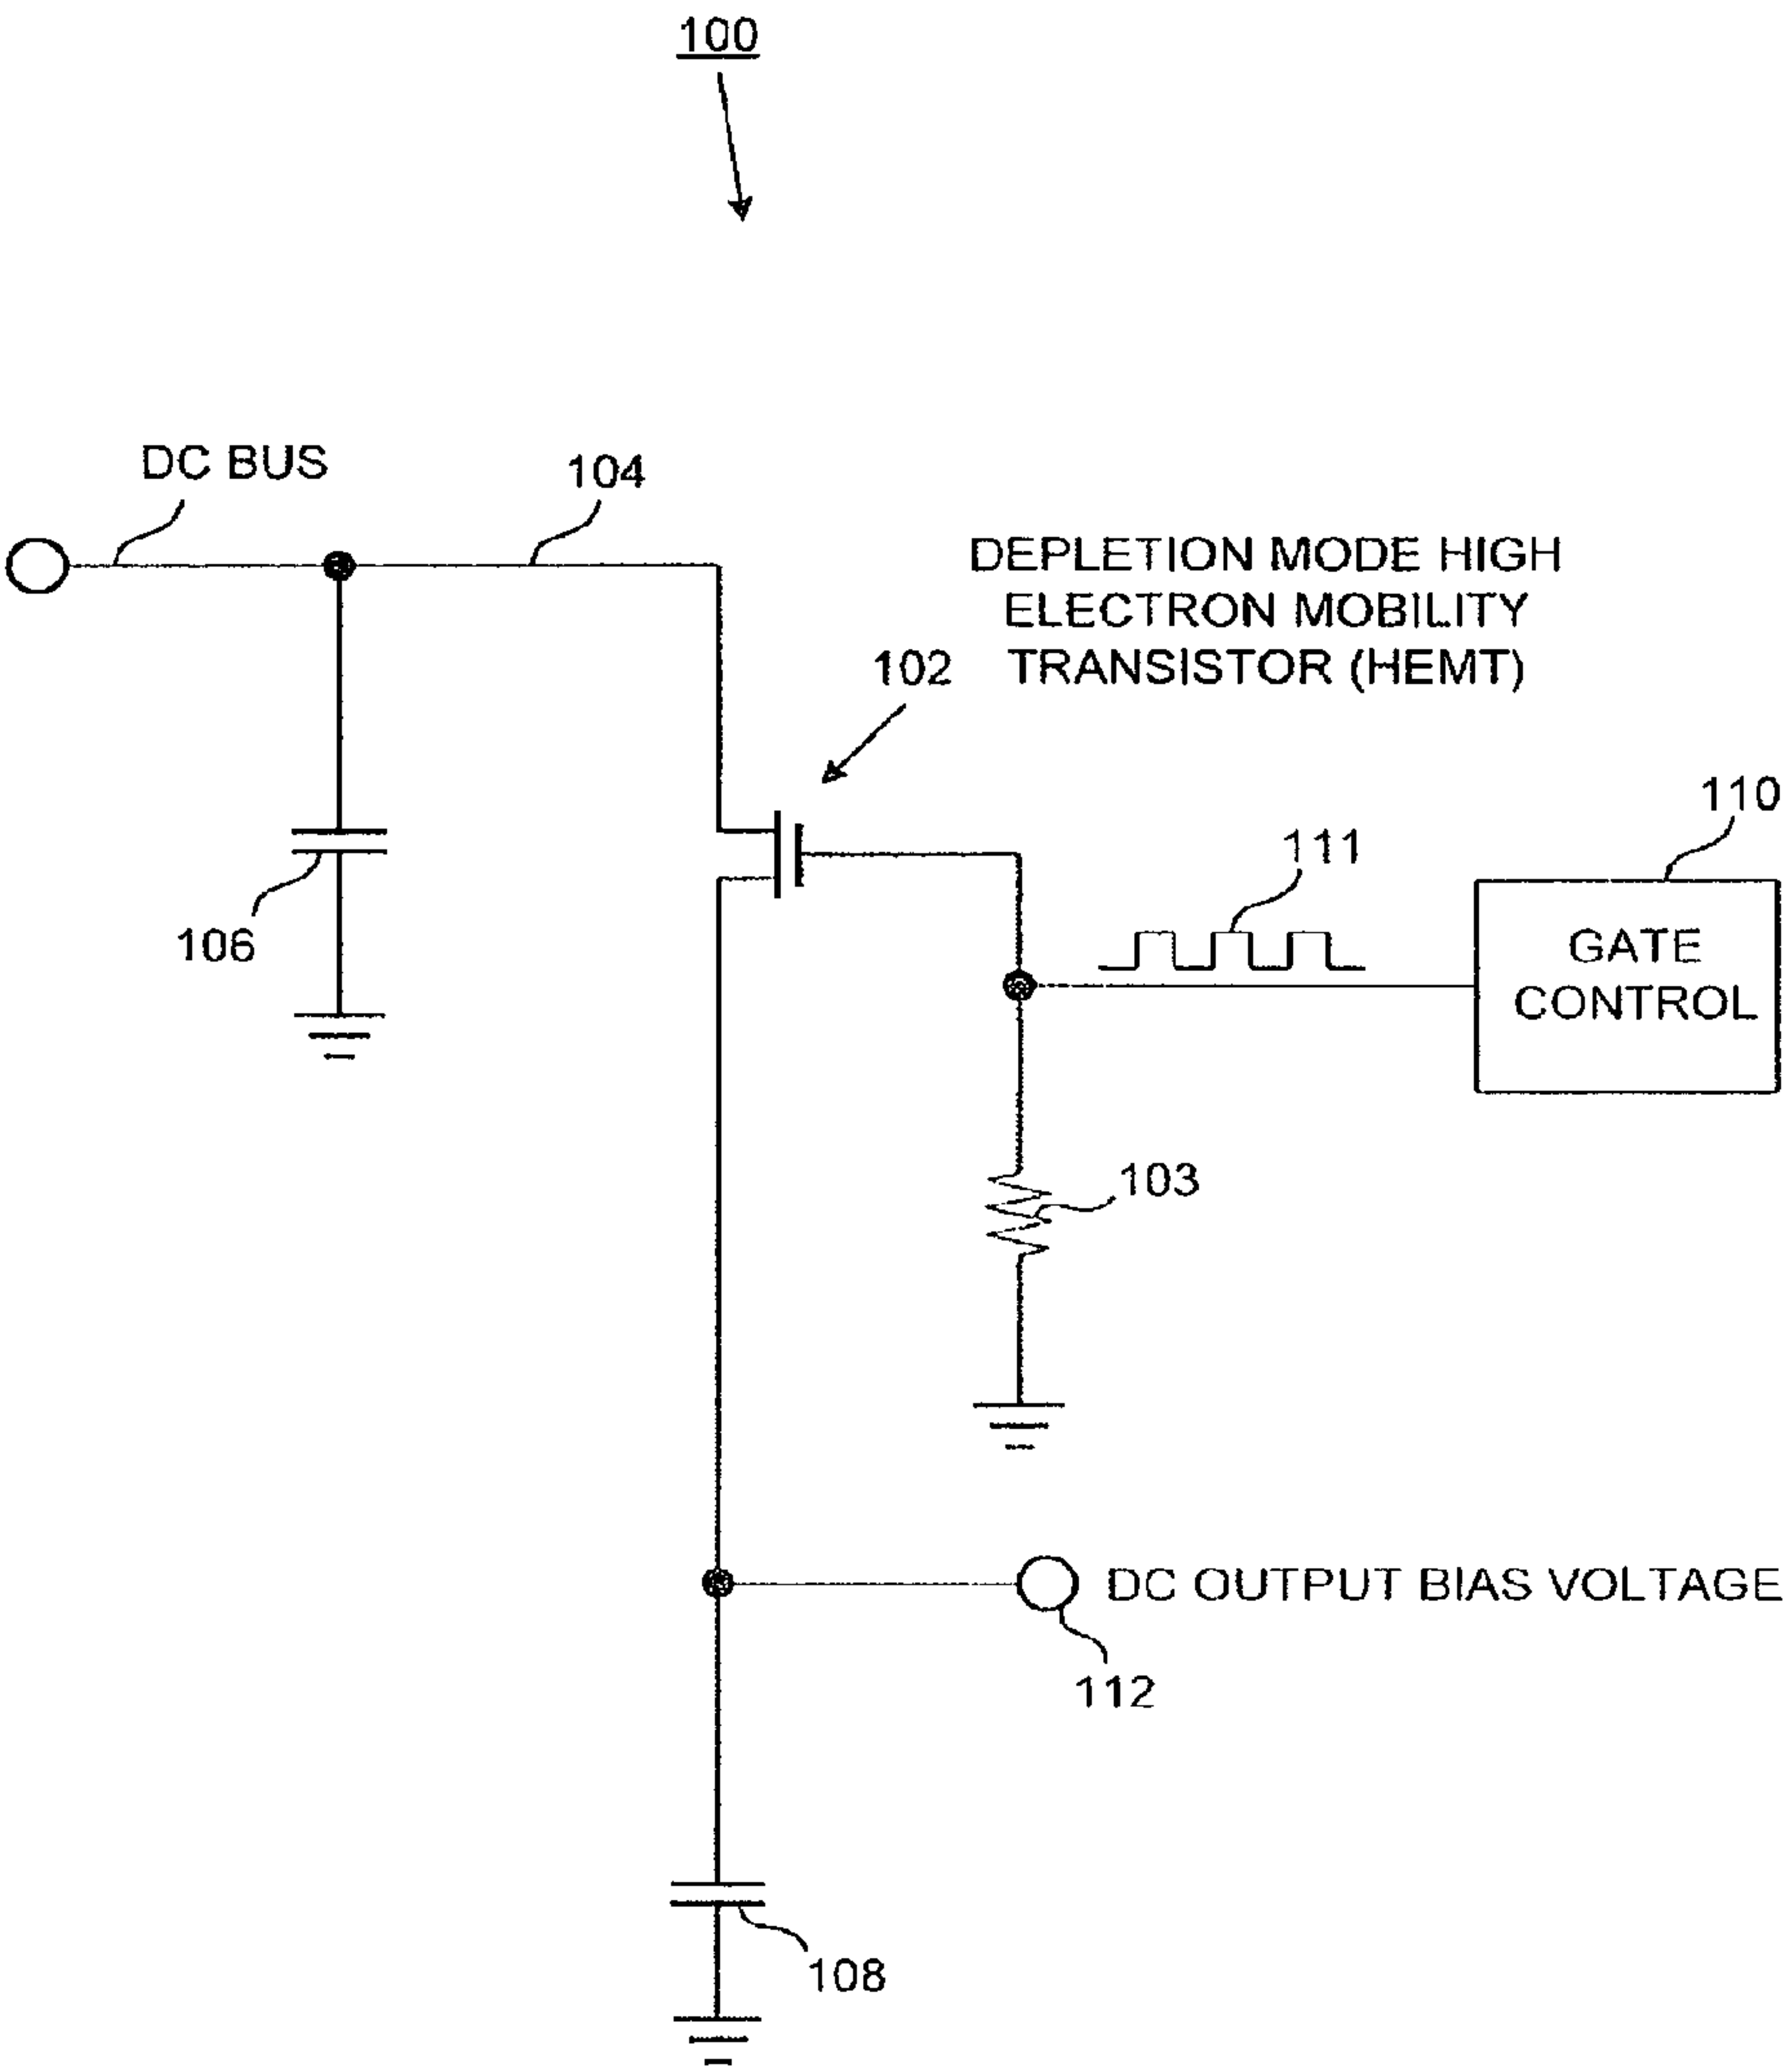 100
DC BUS
104
DEPLETION MODE HIGH
ELECTRON MOBILITY
TRANSISTOR (HEMT)
102
110
111
106
GATE
CONTROL
103
DC OUTPUT BIAS VOLTAGE
112
108